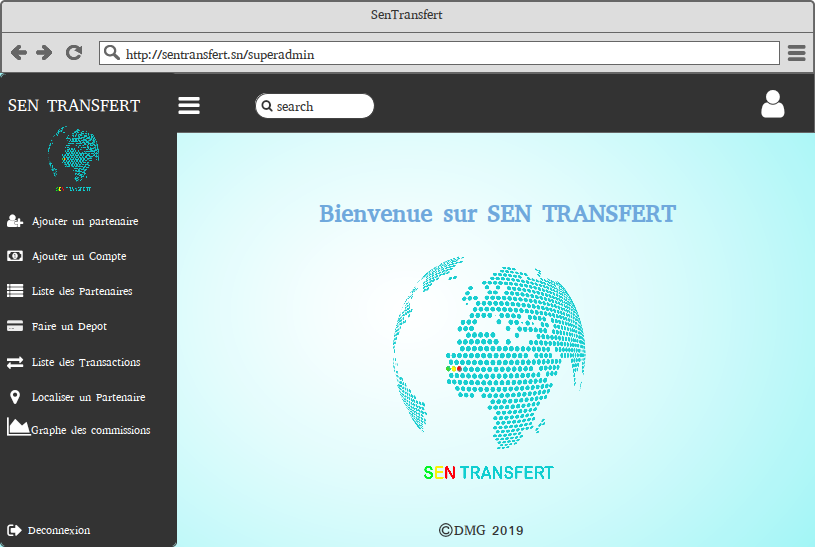 SenTransfert
http://sentransfert.sn/superadmin
SEN TRANSFERT
search
SEN TRANSFERT
Ajouter un partenaire
Ajouter un Compte
Liste des Partenaires
Faire un Depot
Liste des Transactions
Localiser un Partenaire
Graphe des commissions
Deconnexion
Bienvenue sur SEN TRANSFERT
SEN TRANSFERT
©DMG 2019